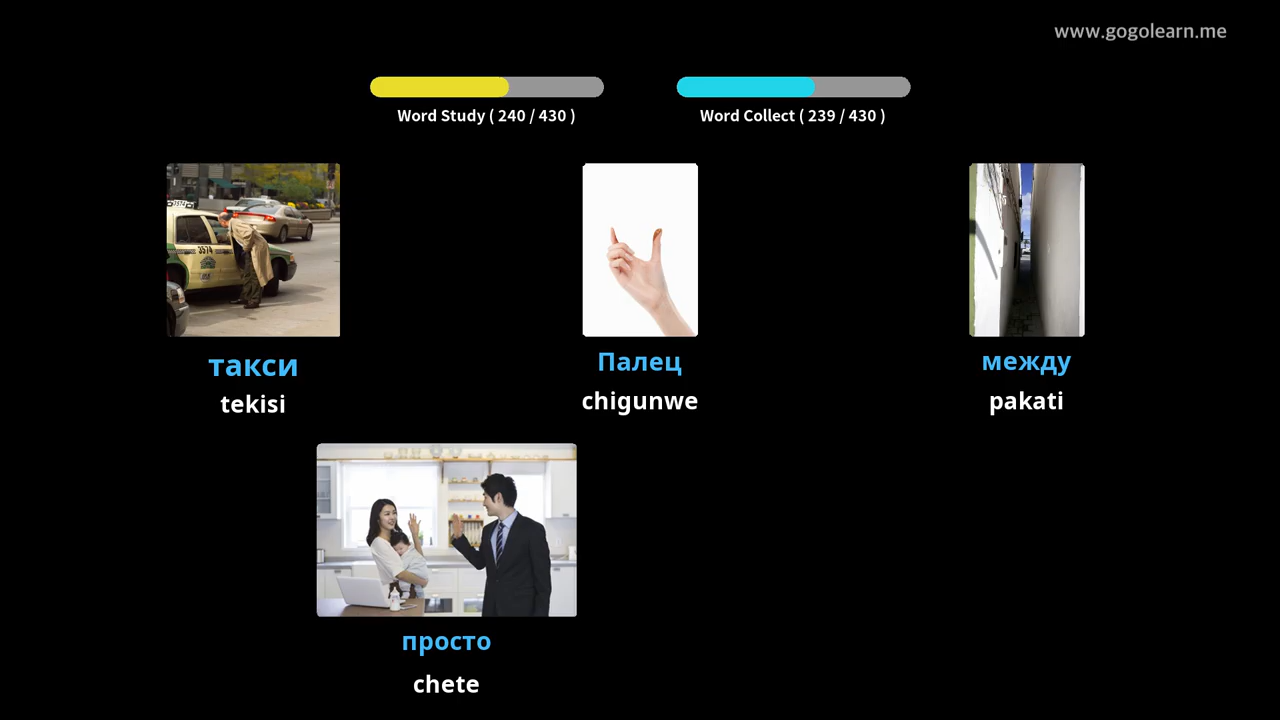 www.gogolearn.me
Word Study ( 240 / 430 )
Word Collect ( 239 / 430 )
3574
такси
tekisi
Палец
chigunwe
между
pakati
просто
chete